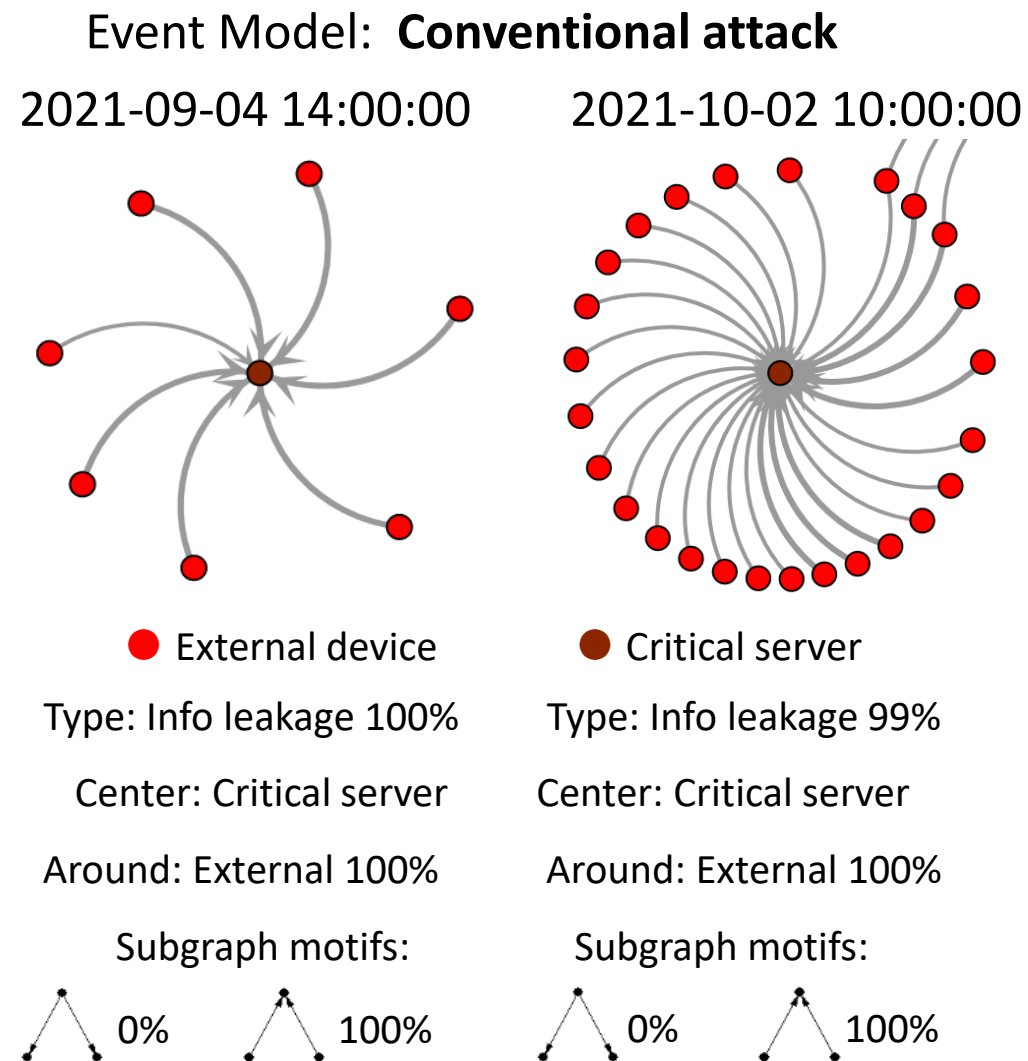 Event Model: Conventional attack
2021-09-04 14:00:00 2021-10-02 10:00:00
External device Critical server
Type: Info leakage 100% Type: Info leakage 99%
Center: Critical server Center: Critical server
Around: External 100% Around: External 100%
Subgraph motifs: Subgraph motifs:
0% 100% 0% 100%